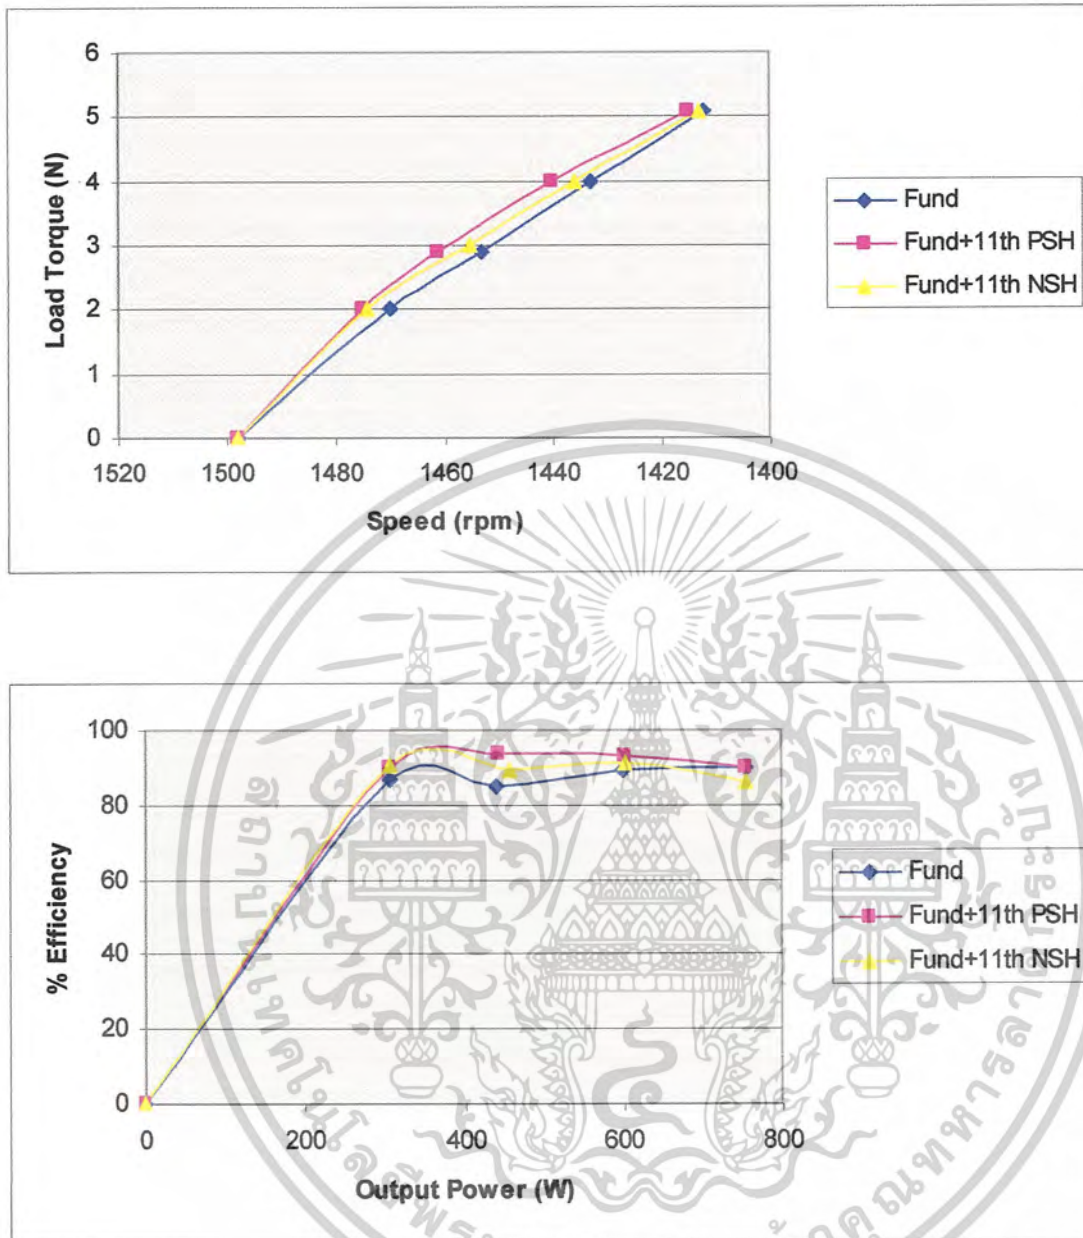 6
5
4
3
2
1
0
Load Torque (N)
1520 1500 1480 1460 1440 1420 1400
Speed (rpm)
Fund
Fund+11th PSH
Fund+11th NSH
100
80
60
40
20
0
% Efficiency
0 200 400 600 800
Output Power (W)
Fund
Fund+11th PSH
Fund+11th NSH